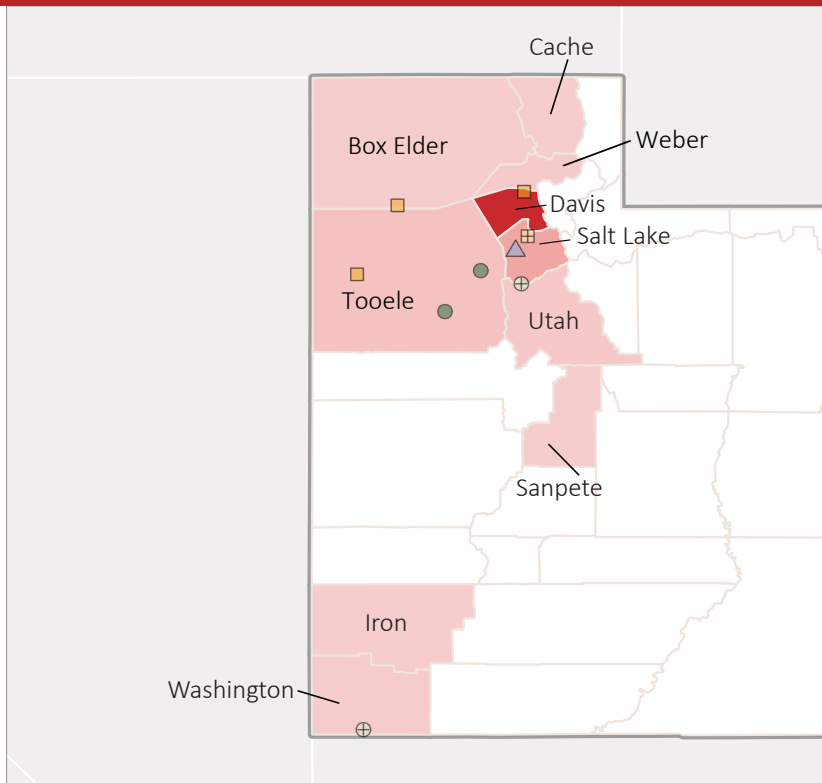 Cache
Weber
Box Elder
Davis
Salt Lake
Tooele
Utah
Sanpete
Iron
Washington